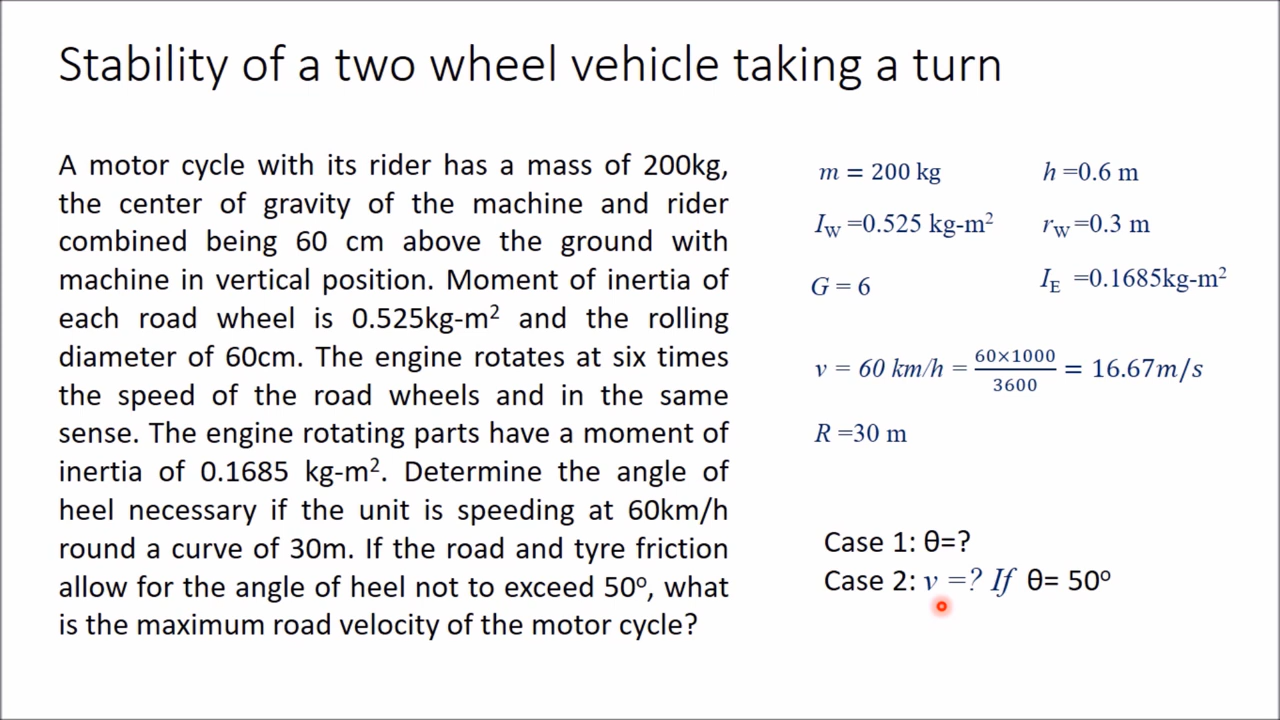 Stability of a two wheel vehicle taking a turn
A motor cycle with its rider has a mass of 200kg,
the center of gravity of the machine and rider
combined being 60 cm above the ground with
machine in vertical position. Moment of inertia of
each road wheel is 0.525kg-m² and the rolling
diameter of 60cm. The engine rotates at six times
the speed of the road wheels and in the same
sense. The engine rotating parts have a moment of
inertia of 0.1685 kg-m². Determine the angle of
heel necessary if the unit is speeding at 60km/h
round a curve of 30m. If the road and tyre friction
allow for the angle of heel not to exceed 50º, what
is the maximum road velocity of the motor cycle?
m = 200 kg h =0.6 m
I_W =0.525 kg-m² r_W =0.3 m
G = 6 I_E =0.1685kg-m²
v = 60 km/h = 60×1000/3600 = 16.67m/s
R =30 m
Case 1: θ=?
Case 2: v =? If θ= 50º